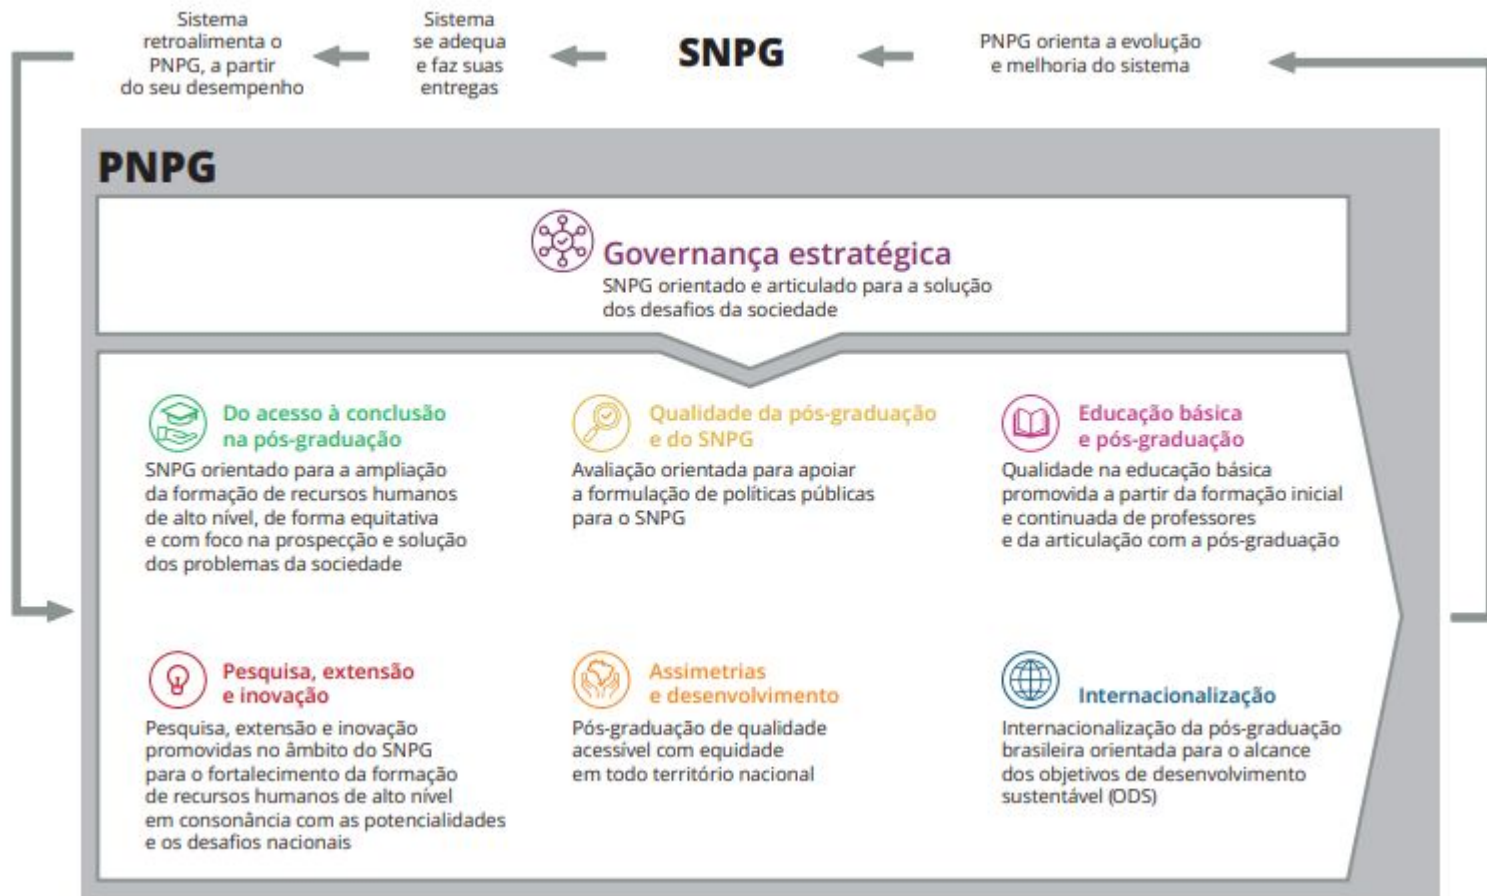 Sistema
retroalimenta o
PNPG, a partir
do seu desempenho
Sistema
se adequa
e faz suas
entregas
SNPG
PNPG orienta a evolução
e melhoria do sistema
PNPG
Governança estratégica
SNPG orientado e articulado para a solução
dos desafios da sociedade
Do acesso à conclusão
na pós-graduação
SNPG orientado para a ampliação
da formação de recursos humanos
de alto nível, de forma equitativa
e com foco na prospecção e solução
dos problemas da sociedade
Qualidade da pós-graduação
e do SNPG
Avaliação orientada para apoiar
a formulação de políticas públicas
para o SNPG
Educação básica
e pós-graduação
Qualidade na educação básica
promovida a partir da formação inicial
e continuada de professores
e da articulação com a pós-graduação
Pesquisa, extensão
e inovação
Pesquisa, extensão e inovação
promovidas no âmbito do SNPG
para o fortalecimento da formação
de recursos humanos de alto nível
em consonância com as potencialidades
e os desafios nacionais
Assimetrias
e desenvolvimento
Pós-graduação de qualidade
acessível com equidade
em todo território nacional
Internacionalização
Internacionalização da pós-graduação
brasileira orientada para o alcance
dos objetivos de desenvolvimento
sustentável (ODS)